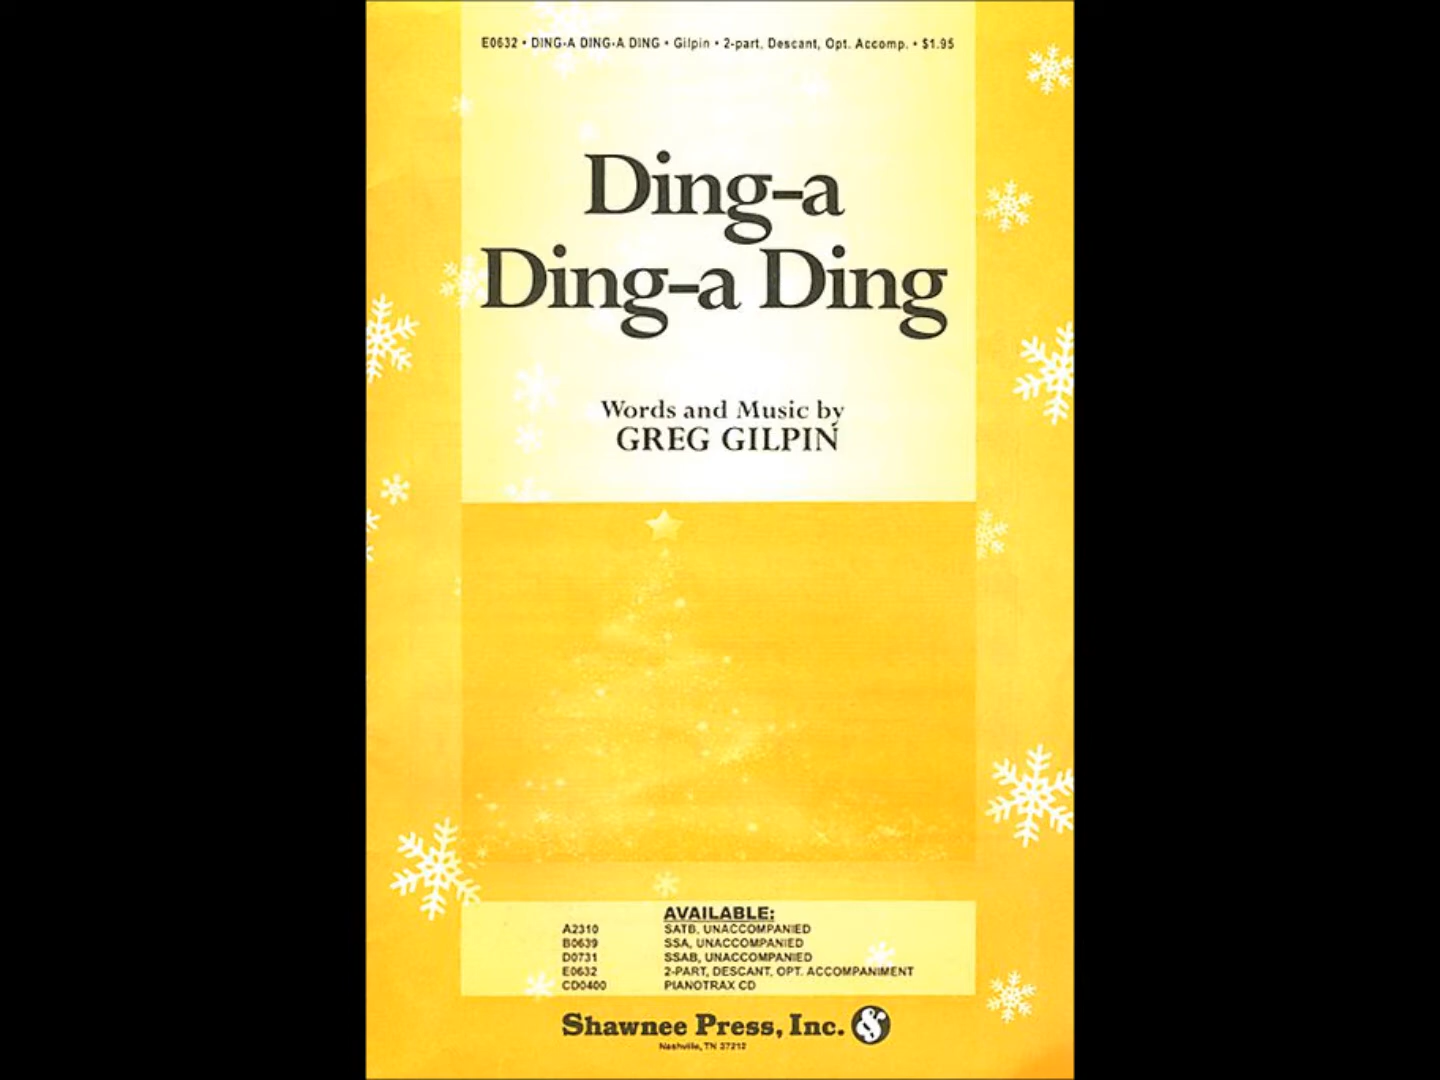 E0632 • DING-A DING-A DING • Gilpin • 2-part, Descant, Opt. Accomp. • $1.95
Ding-a
Ding-a Ding
Words and Music by
GREG GILPIN
AVAILABLE:
A2310 SATB, UNACCOMPANIED
B0639 SSA, UNACCOMPANIED
D0731 SSAB, UNACCOMPANIED
E0632 2-PART, DESCANT, OPT. ACCOMPANIMENT
CD0400 PIANOTRAX CD
Shawnee Press, Inc. S
Nashville, TN 37212